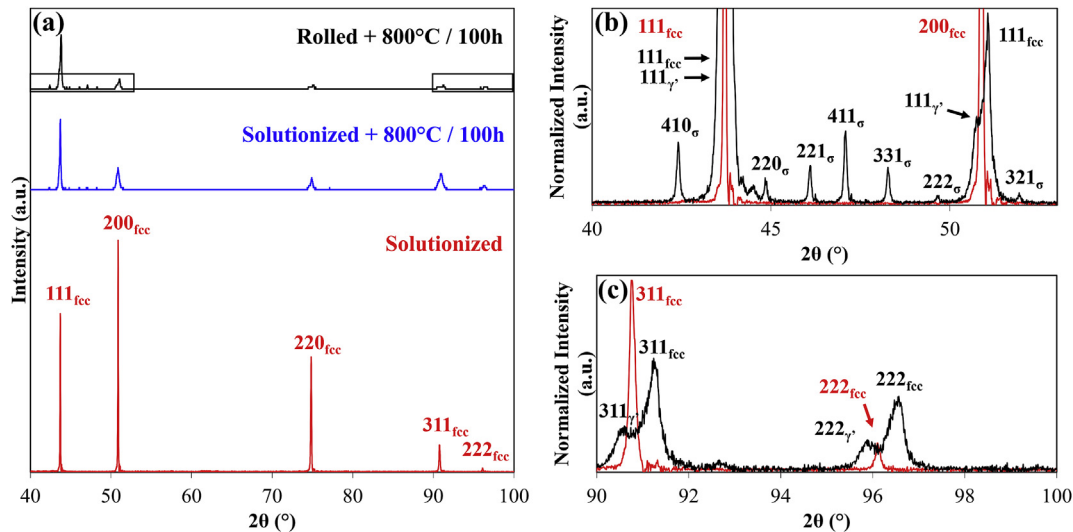 (a)
Rolled + 800°C / 100h
Solutionized + 800°C / 100h
Solutionized
111fcc
200fcc
220fcc
311fcc
222fcc
Intensity (a.u.)
40 50 60 70 80 90 100
2θ (°)
(b)
111fcc
111fcc
111γ'
410σ
220σ
221σ
411σ
331σ
222σ
321σ
200fcc
111fcc
111γ'
Normalized Intensity
(a.u.)
40 45 50
2θ (°)
(c)
311fcc
311fcc
311γ'
222fcc
222fcc
222γ'
Normalized Intensity
(a.u.)
90 92 94 96 98 100
2θ (°)